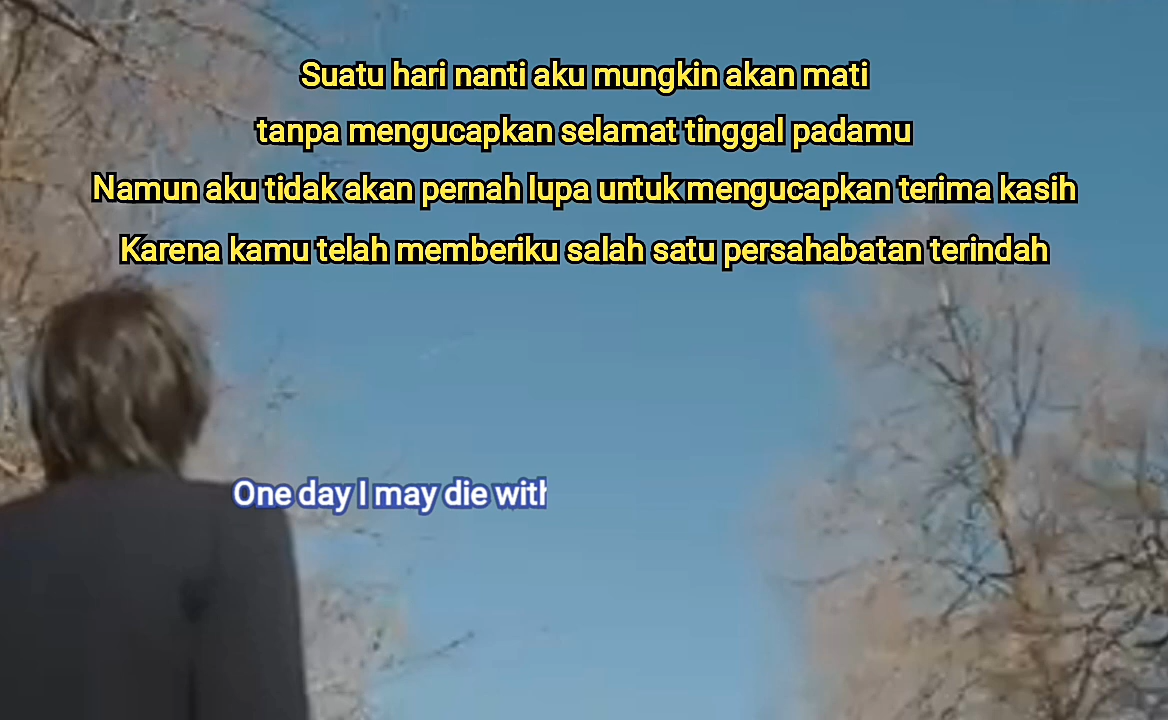 Suatu hari nanti aku mungkin akan mati
tanpa mengucapkan selamat tinggal padamu
Namun aku tidak akan pernah lupa untuk mengucapkan terima kasih
Karena kamu telah memberiku salah satu persahabatan terindah
One day I may die with